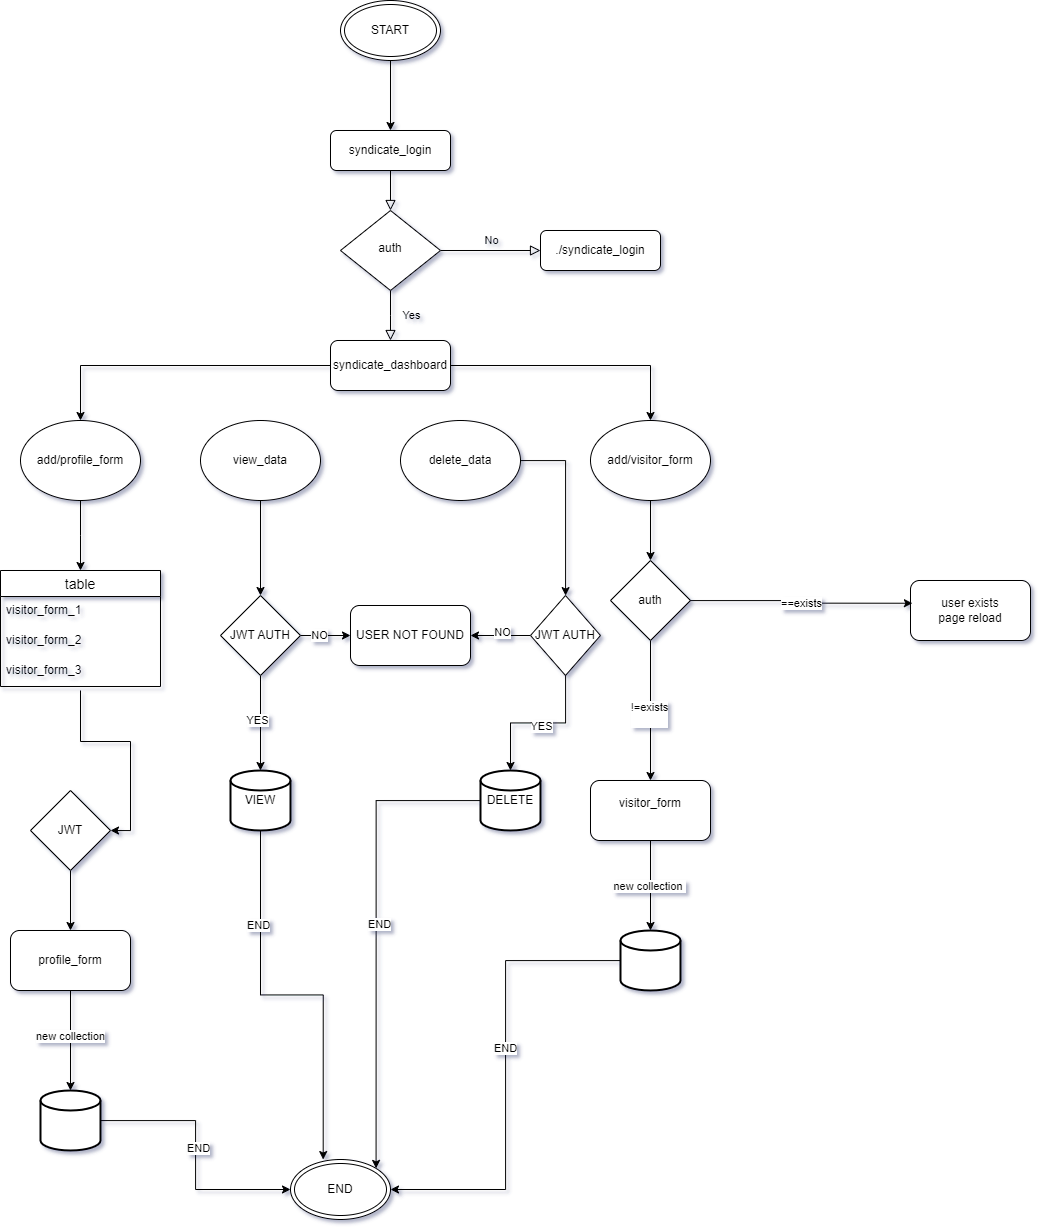 START
syndicate_login
auth
No
./syndicate_login
Yes
syndicate_dashboard
add/profile_form
view_data
delete_data
add/visitor_form
table
visitor_form_1
visitor_form_2
visitor_form_3
JWT AUTH
NO
USER NOT FOUND
NO
JWT AUTH
auth
==exists
user exists
page reload
YES
YES
!=exists
VIEW
DELETE
visitor_form
JWT
new collection
END
END
profile_form
new collection
END
END
END